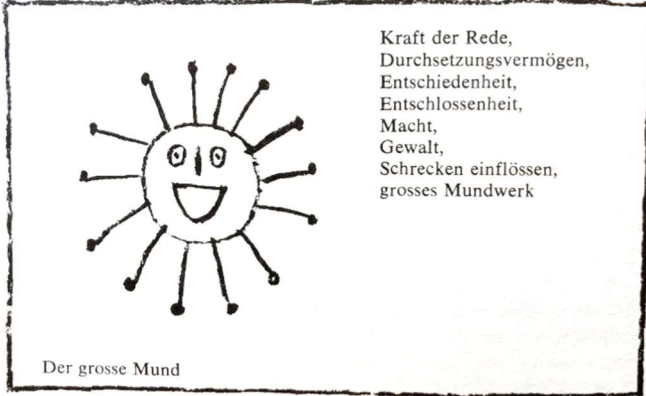 Kraft der Rede,
Durchsetzungsvermögen,
Entschiedenheit,
Entschlossenheit,
Macht,
Gewalt,
Schrecken einflössen,
grosses Mundwerk
Der grosse Mund